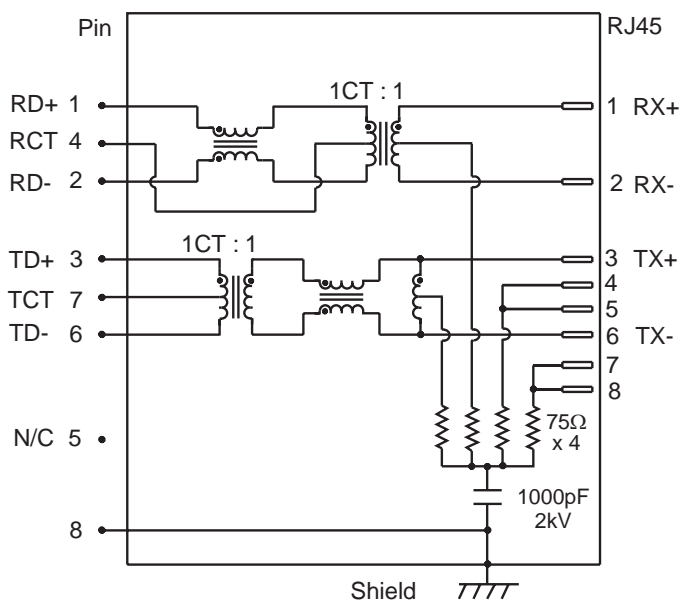 Pin
RJ45
1CT : 1
RD+ 1
1 RX+
RCT 4
RD- 2
2 RX-
1CT : 1
TD+ 3
3 TX+
4
TCT 7
5
TD- 6
6 TX-
7
8
N/C 5
75Ω
x 4
1000pF
2kV
8
Shield